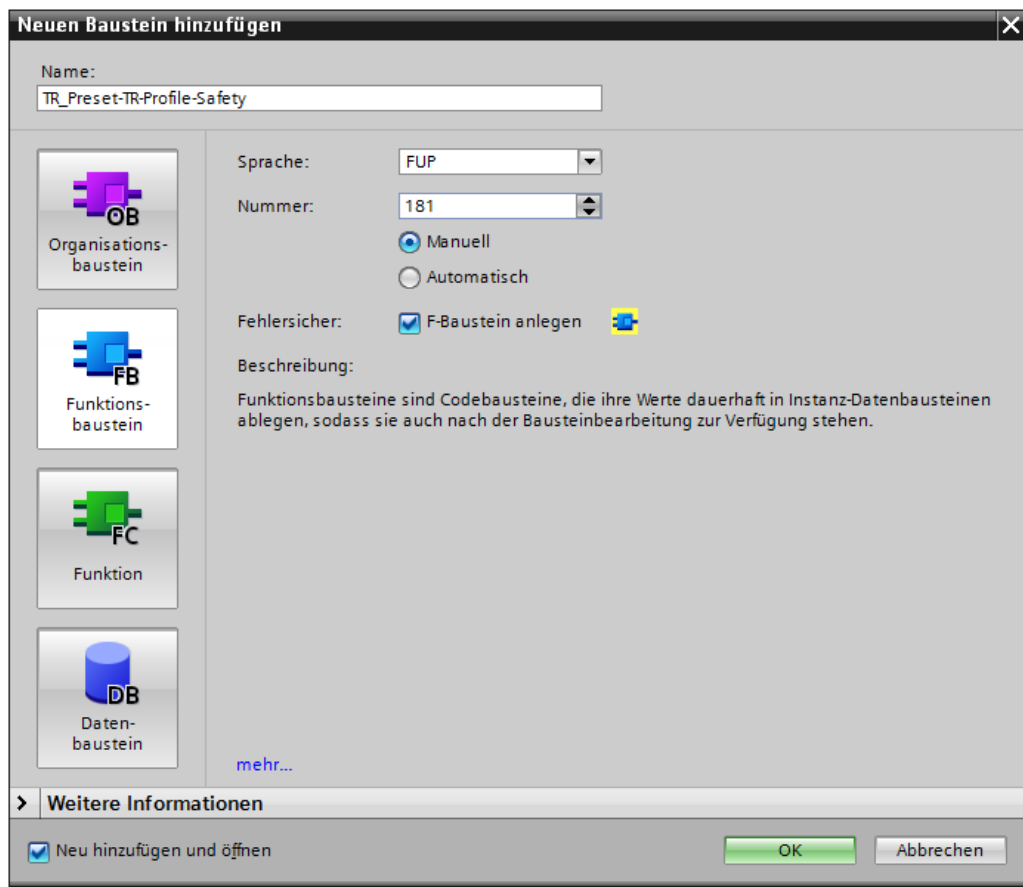 Neuen Baustein hinzufügen
Name:
TR_Preset-TR-Profile-Safety
OB
Organisations-
baustein
FB
Funktions-
baustein
FC
Funktion
DB
Daten-
baustein
Sprache:
FUP
Nummer:
181
Manuell
Automatisch
Fehlersicher:
F-Baustein anlegen
Beschreibung:
Funktionsbausteine sind Codebausteine, die ihre Werte dauerhaft in Instanz-Datenbausteinen
ablegen, sodass sie auch nach der Bausteinbearbeitung zur Verfügung stehen.
mehr...
Weitere Informationen
Neu hinzufügen und öffnen
OK
Abbrechen